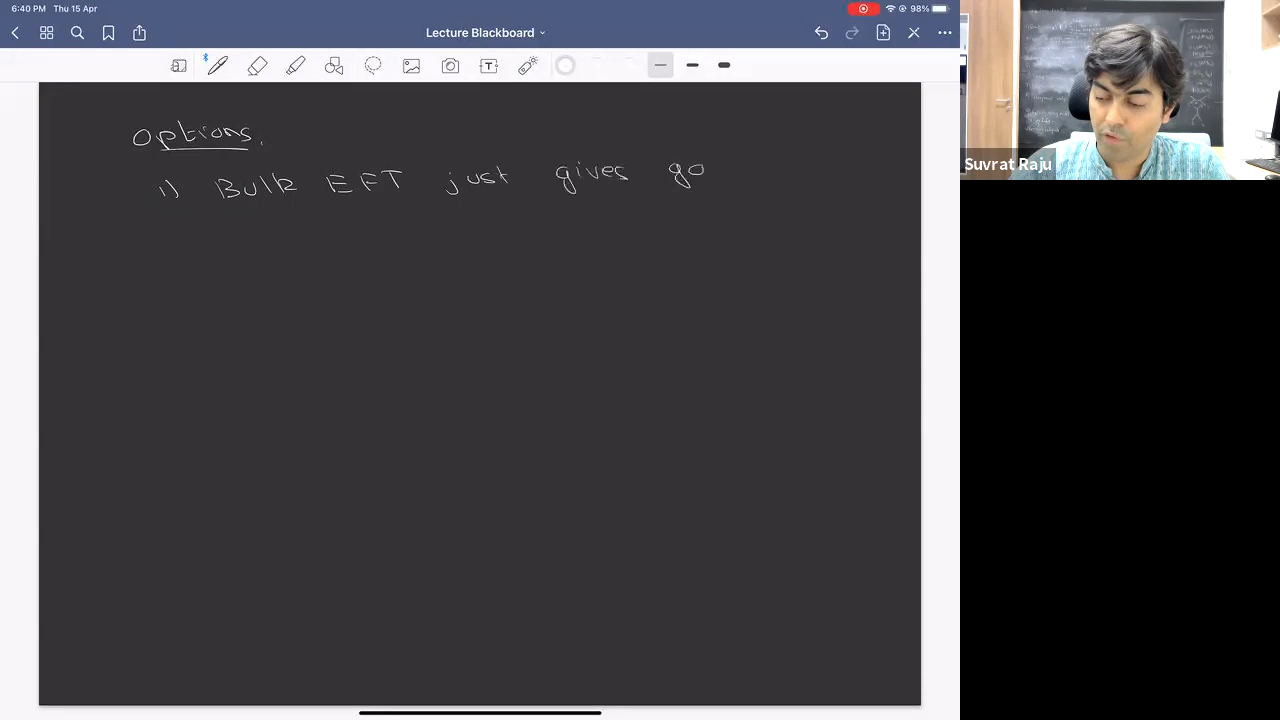 6:40 PM Thu 15 Apr
98%
Lecture Blackboard
T
Options.
1) Bulk EFT just gives go
Suvrat Raju